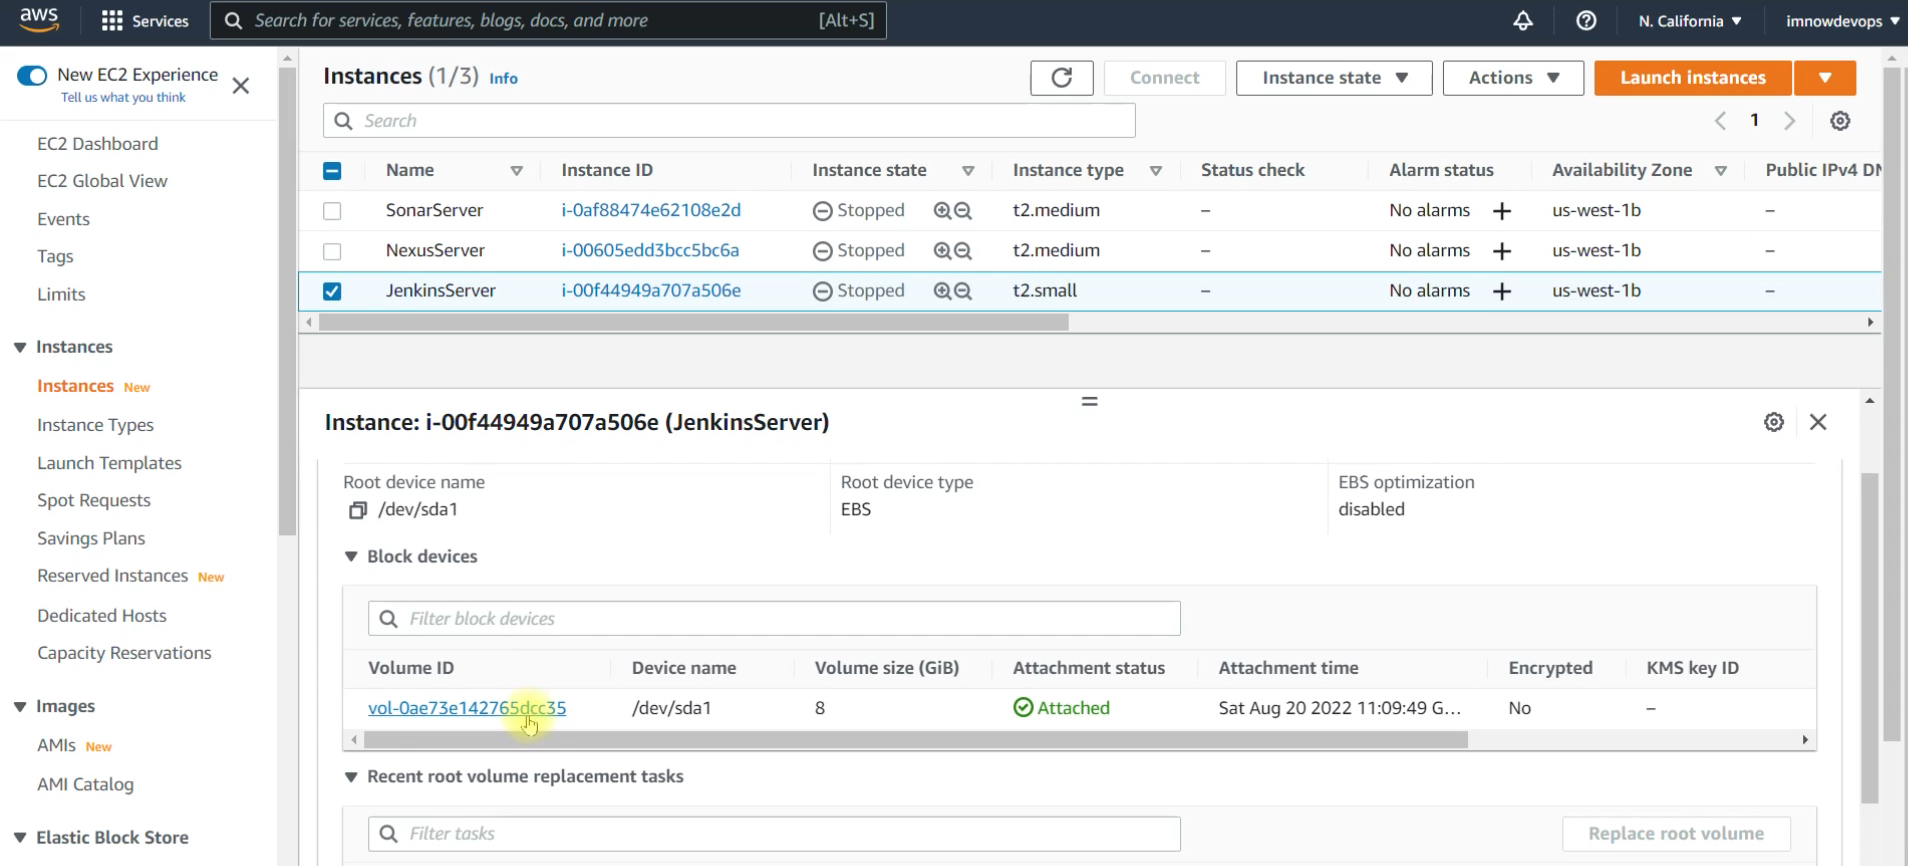 aws
Services
Search for services, features, blogs, docs, and more [Alt+S]
N. California
imnowdevops
New EC2 Experience
Tell us what you think
EC2 Dashboard
EC2 Global View
Events
Tags
Limits
Instances
Instances New
Instance Types
Launch Templates
Spot Requests
Savings Plans
Reserved Instances New
Dedicated Hosts
Capacity Reservations
Images
AMIs New
AMI Catalog
Elastic Block Store
Instances (1/3) Info
Connect
Instance state
Actions
Launch instances
Search
1
Name Instance ID Instance state Instance type Status check Alarm status Availability Zone Public IPv4 DN
SonarServer i-0af88474e62108e2d Stopped t2.medium – No alarms + us-west-1b –
NexusServer i-00605edd3bcc5bc6a Stopped t2.medium – No alarms + us-west-1b –
JenkinsServer i-00f44949a707a506e Stopped t2.small – No alarms + us-west-1b –
Instance: i-00f44949a707a506e (JenkinsServer)
Root device name Root device type EBS optimization
/dev/sda1 EBS disabled
Block devices
Filter block devices
Volume ID Device name Volume size (GiB) Attachment status Attachment time Encrypted KMS key ID
vol-0ae73e142765dcc35 /dev/sda1 8 Attached Sat Aug 20 2022 11:09:49 G... No –
Recent root volume replacement tasks
Filter tasks
Replace root volume